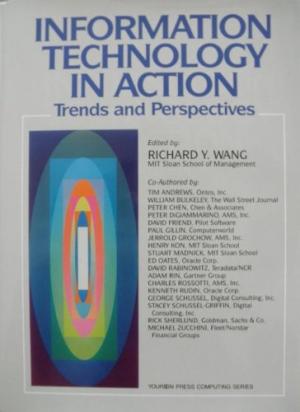 INFORMATION
TECHNOLOGY
IN ACTION
Trends and Perspectives
Edited by:
RICHARD Y. WANG
MIT Sloan School of Management
Co-Authored by:
TIM ANDREWS, Ontos, Inc.
WILLIAM BULKELEY, The Wall Street Journal
PETER CHEN, Chen & Associates
PETER DIGIAMMARINO, AMS, Inc.
DAVID FRIEND, Pilot Software
PAUL GILLIN, Computerworld
JERROLD GROCHOW, AMS, Inc.
HENRY KON, MIT Sloan School
STUART MADNICK, MIT Sloan School
ED OATES, Oracle Corp.
DAVID RABINOWITZ, Teradata/NCR
ADAM RIN, Gartner Group
CHARLES ROSSOTTI, AMS, Inc.
KENNETH RUDIN, Oracle Corp.
GEORGE SCHUSSEL, Digital Consulting, Inc.
STACEY SCHUSSEL-GRIFFIN, Digital
Consulting, Inc
RICK SHERLUND, Goldman, Sachs & Co.
MICHAEL ZUCCHINI, Fleet/Norstar
Financial Groups
YOURDON PRESS COMPUTING SERIES